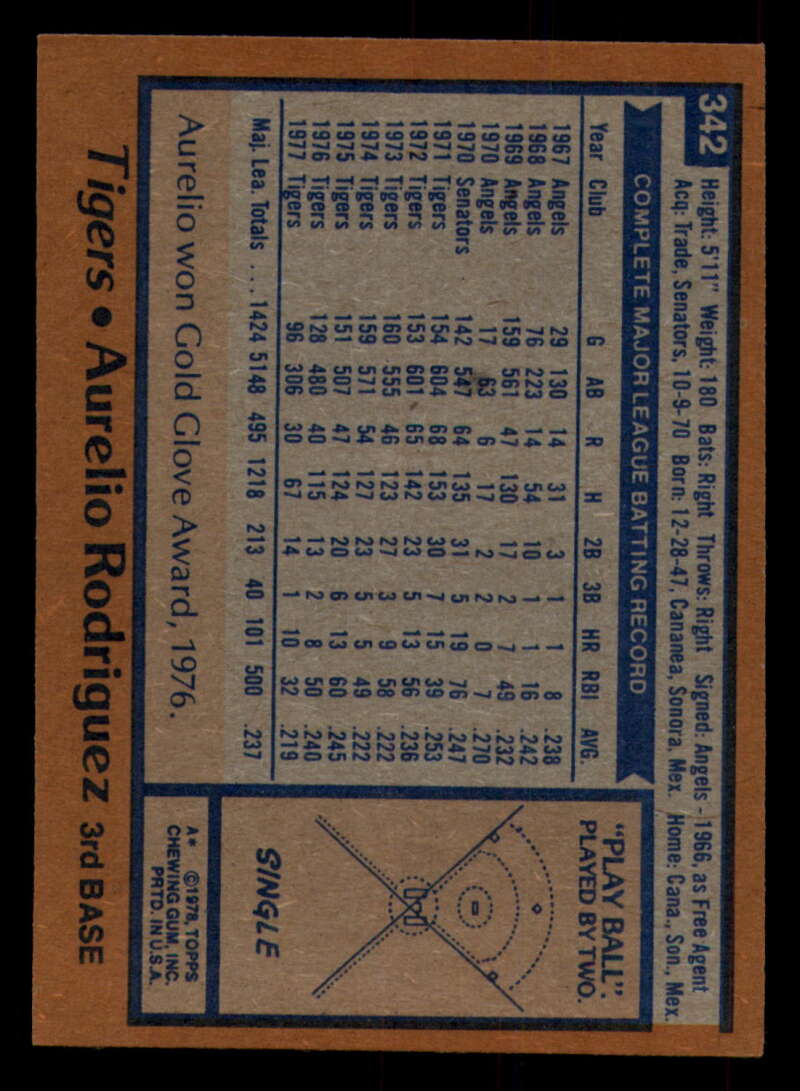 342
Height: 5'11" Weight: 180 Bats: Right Throws: Right Signed: Angels - 1966, as Free Agent
Acq: Trade, Senators, 10-9-70 Born: 12-28-47, Cananea, Sonora, Mex. Home: Cana., Son., Mex.
COMPLETE MAJOR LEAGUE BATTING RECORD
Year Club G AB R H 2B 3B HR RBI AVG.
1967 Angels 29 130 14 31 3 1 1 8 .238
1968 Angels 76 223 14 54 10 1 1 16 .242
1969 Angels 159 561 47 130 17 2 7 49 .232
1970 Angels 17 63 6 17 2 2 0 7 .270
1970 Senators 142 547 64 135 31 5 19 76 .247
1971 Tigers 154 604 68 153 30 7 15 39 .253
1972 Tigers 153 601 65 142 23 5 13 56 .236
1973 Tigers 160 555 46 123 27 3 9 58 .222
1974 Tigers 159 571 54 127 23 5 5 49 .222
1975 Tigers 151 507 47 124 20 6 13 60 .245
1976 Tigers 128 480 40 115 13 2 8 50 .240
1977 Tigers 96 306 30 67 14 1 10 32 .219
Maj. Lea. Totals ... 1424 5148 495 1218 213 40 101 500 .237
Aurelio won Gold Glove Award, 1976.
"PLAY BALL".
PLAYED BY TWO.
SINGLE
A* ©1978, TOPPS
CHEWING GUM, INC.
PRTD. IN U.S.A.
Tigers • Aurelio Rodriguez 3rd BASE